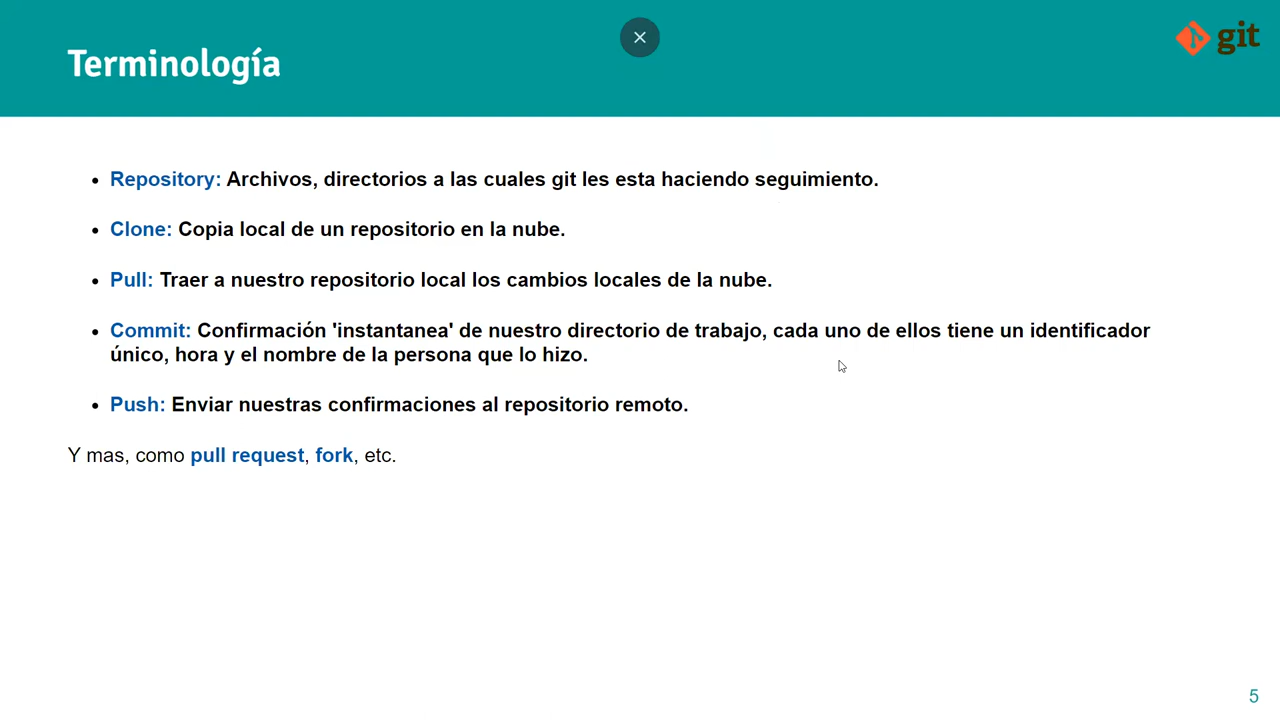 Terminología
git
• Repository: Archivos, directorios a las cuales git les esta haciendo seguimiento.
• Clone: Copia local de un repositorio en la nube.
• Pull: Traer a nuestro repositorio local los cambios locales de la nube.
• Commit: Confirmación 'instantanea' de nuestro directorio de trabajo, cada uno de ellos tiene un identificador
único, hora y el nombre de la persona que lo hizo.
• Push: Enviar nuestras confirmaciones al repositorio remoto.
Y mas, como pull request, fork, etc.
5